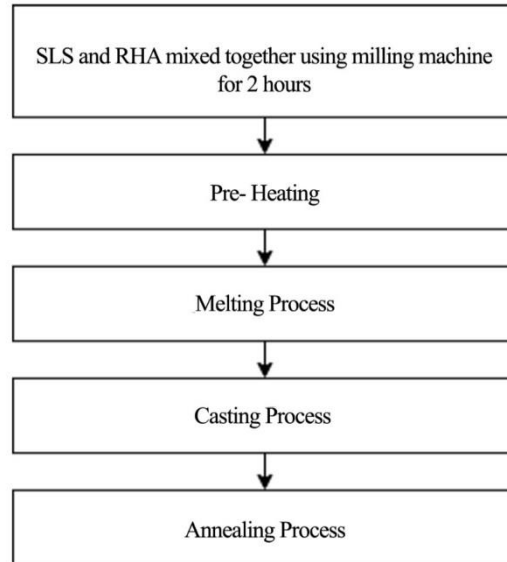 SLS and RHA mixed together using milling machine
for 2 hours
Pre- Heating
Melting Process
Casting Process
Annealing Process